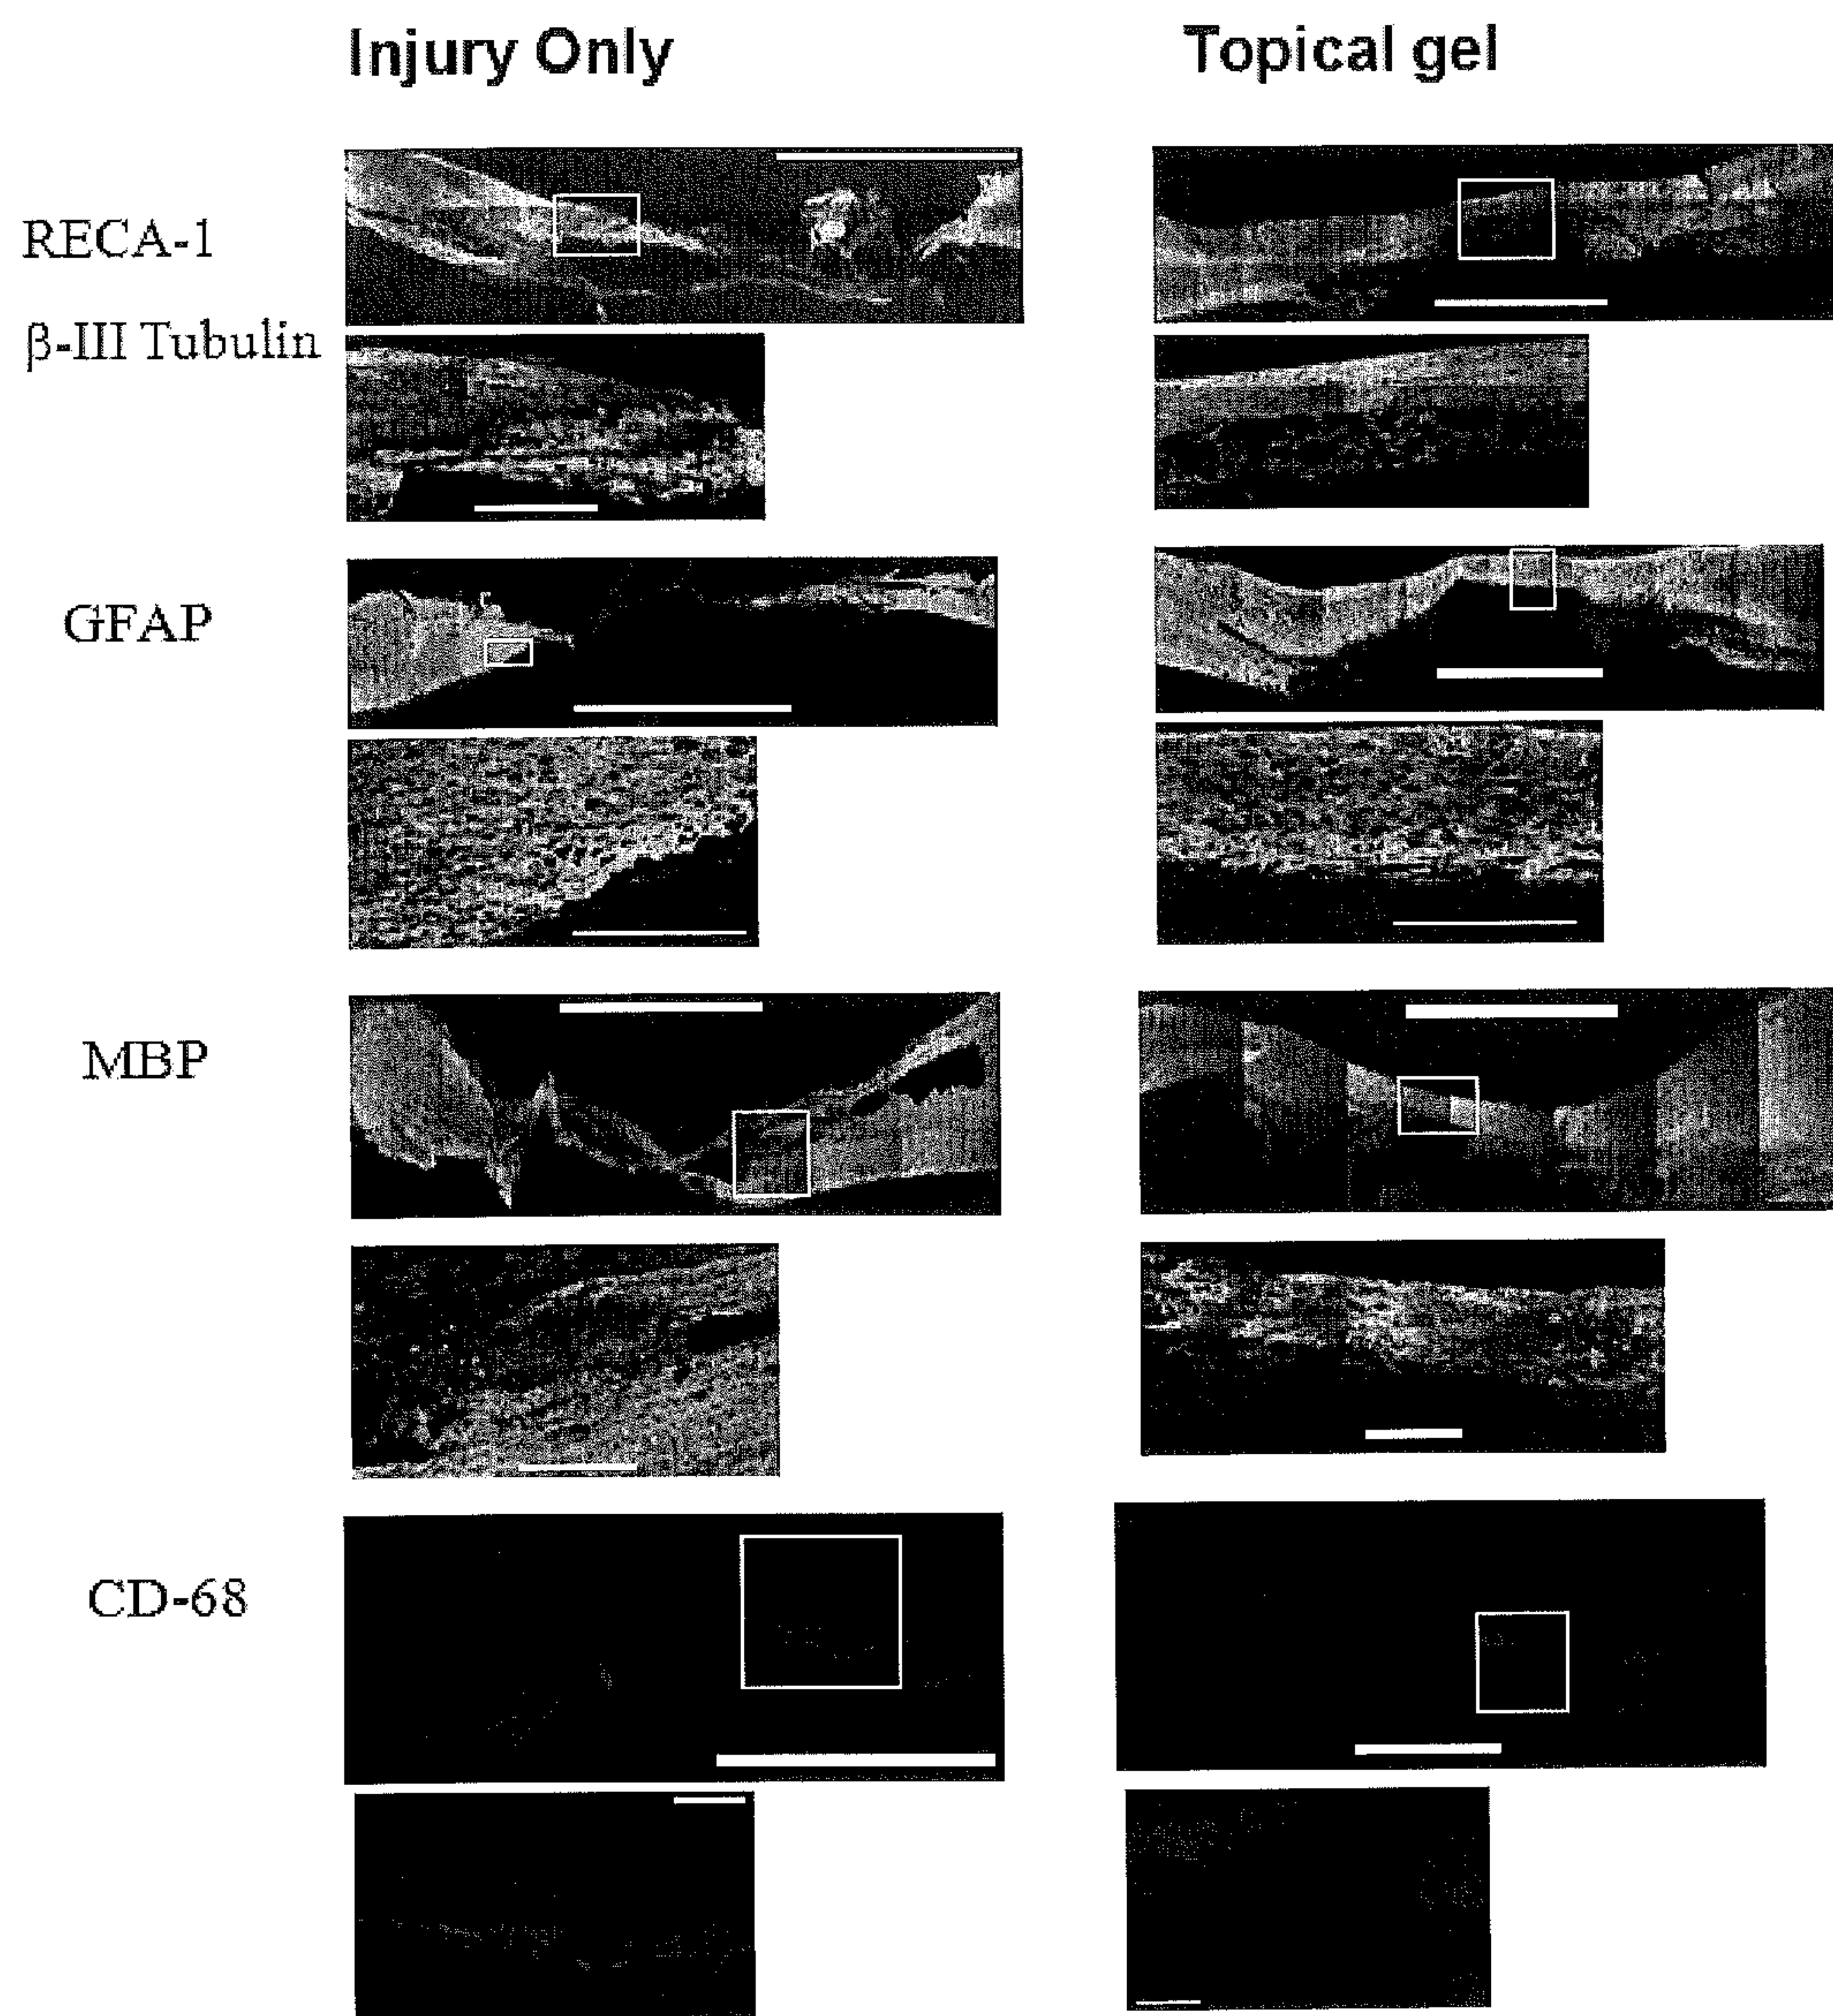 Injury Only
Topical gel
RECA-1
β-III Tubulin
GFAP
MBP
CD-68